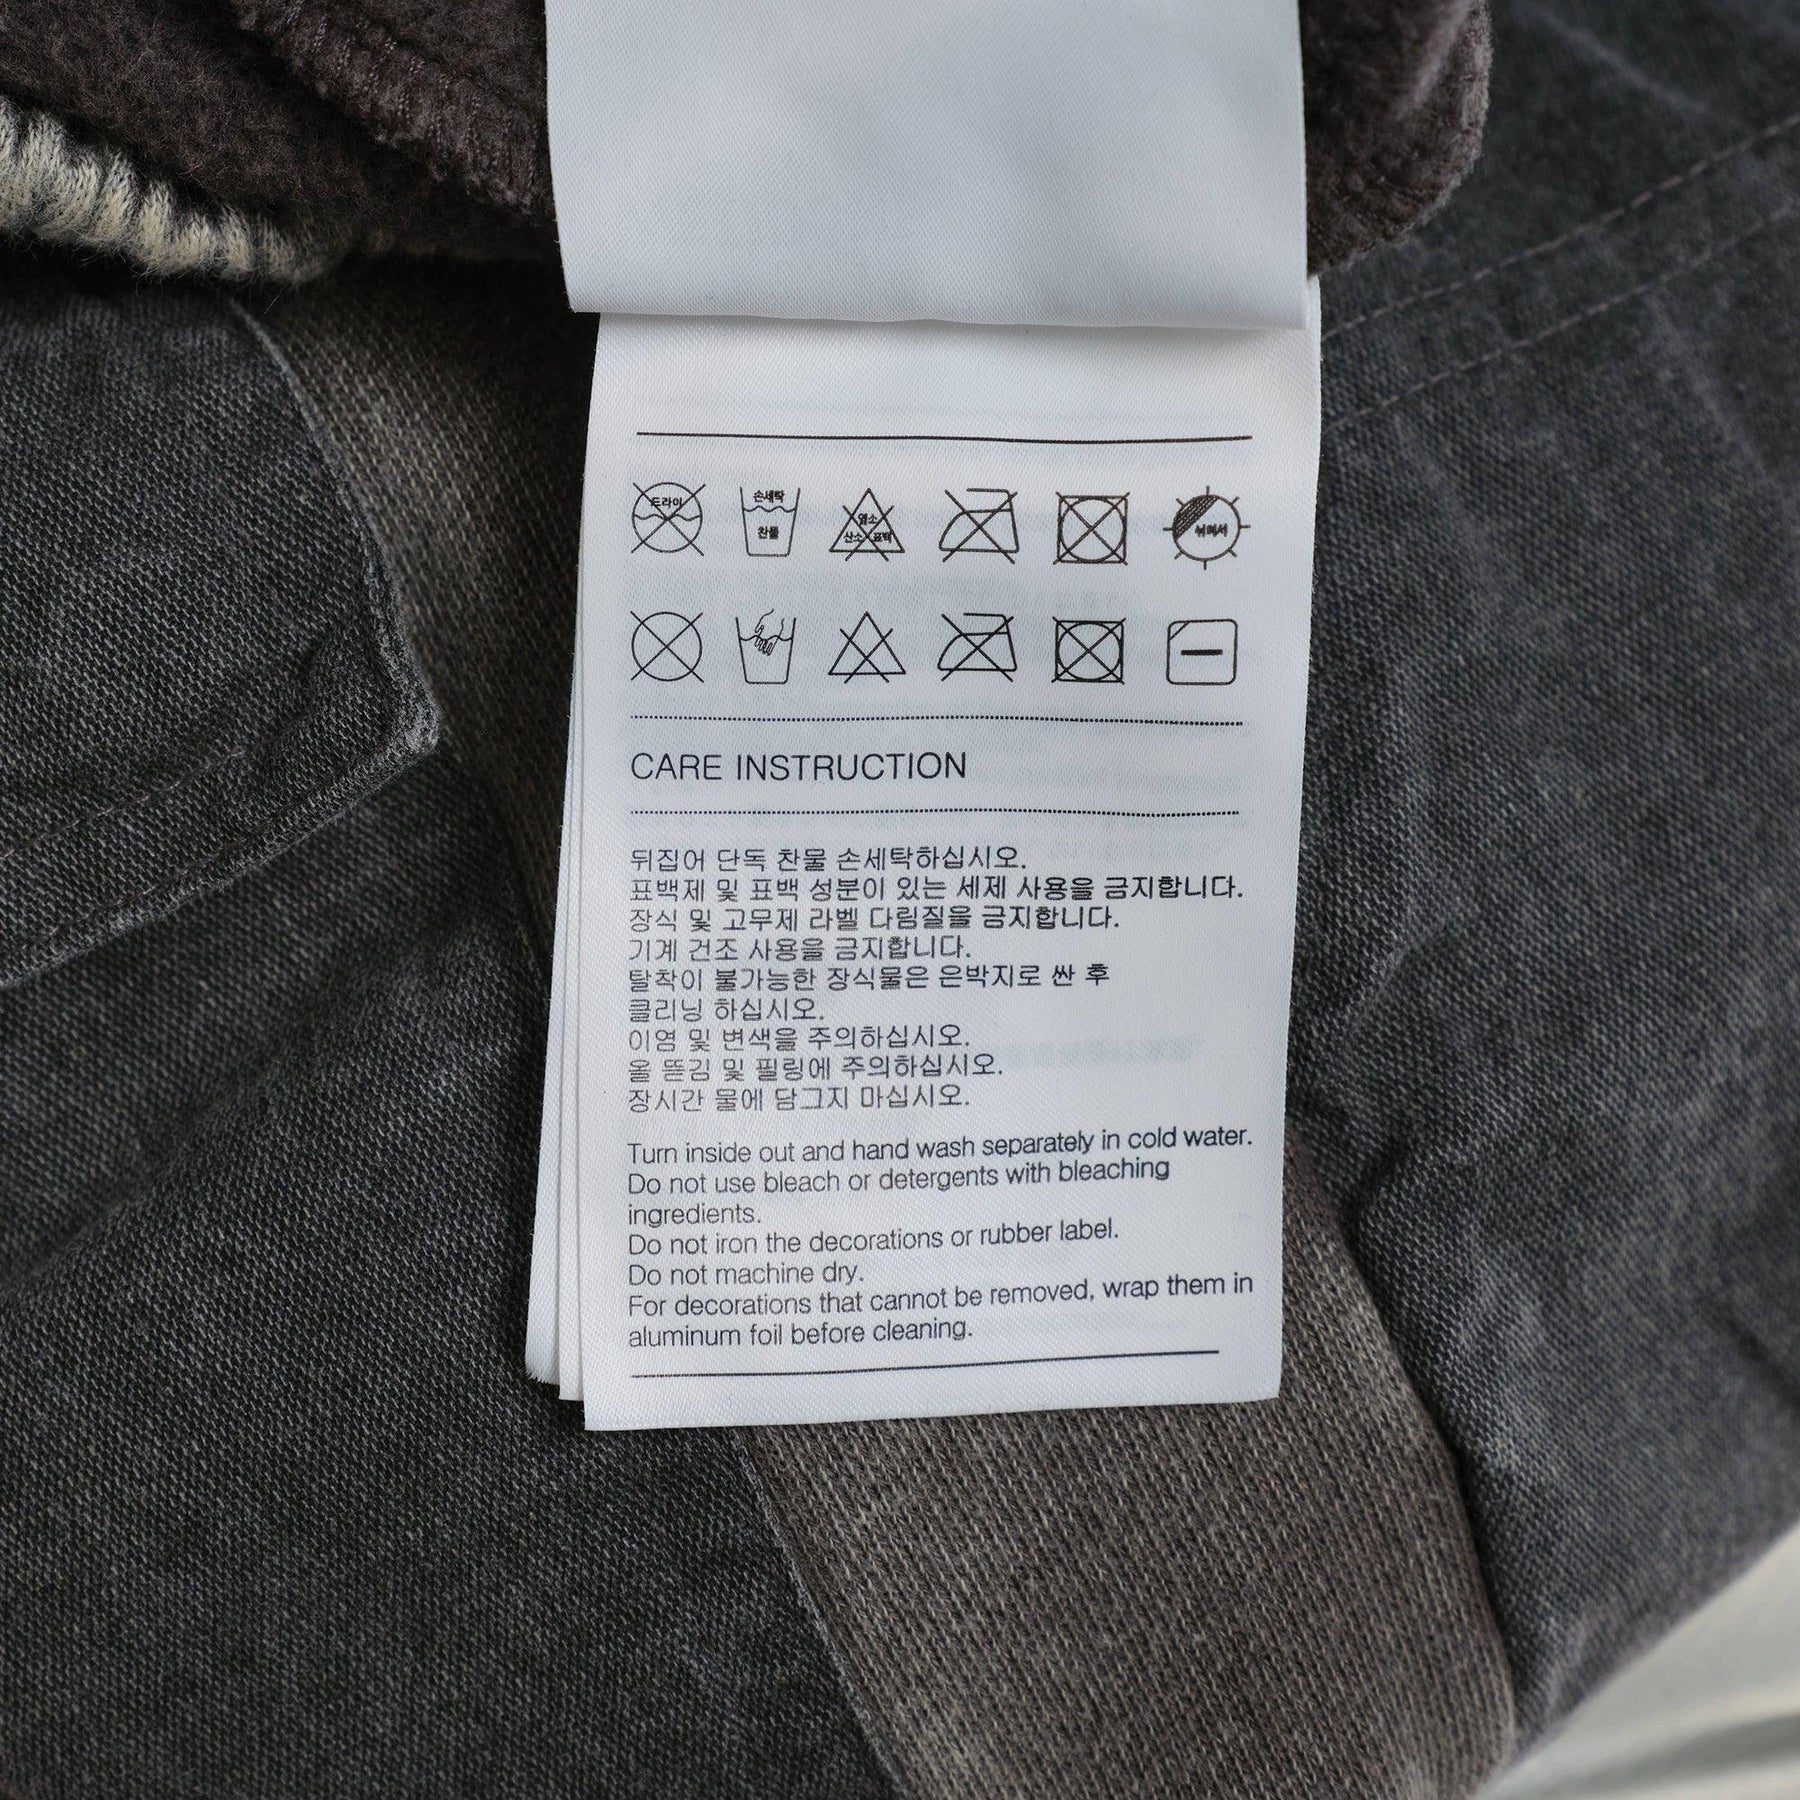 드라이 손세탁 염소 뉘여서
찬물 산소 표백
CARE INSTRUCTION
뒤집어 단독 찬물 손세탁하십시오.
표백제 및 표백 성분이 있는 세제 사용을 금지합니다.
장식 및 고무제 라벨 다림질을 금지합니다.
기계 건조 사용을 금지합니다.
탈착이 불가능한 장식물은 은박지로 싼 후
클리닝 하십시오.
이염 및 변색을 주의하십시오.
올 뜯김 및 필링에 주의하십시오.
장시간 물에 담그지 마십시오.
Turn inside out and hand wash separately in cold water.
Do not use bleach or detergents with bleaching
ingredients.
Do not iron the decorations or rubber label.
Do not machine dry.
For decorations that cannot be removed, wrap them in
aluminum foil before cleaning.